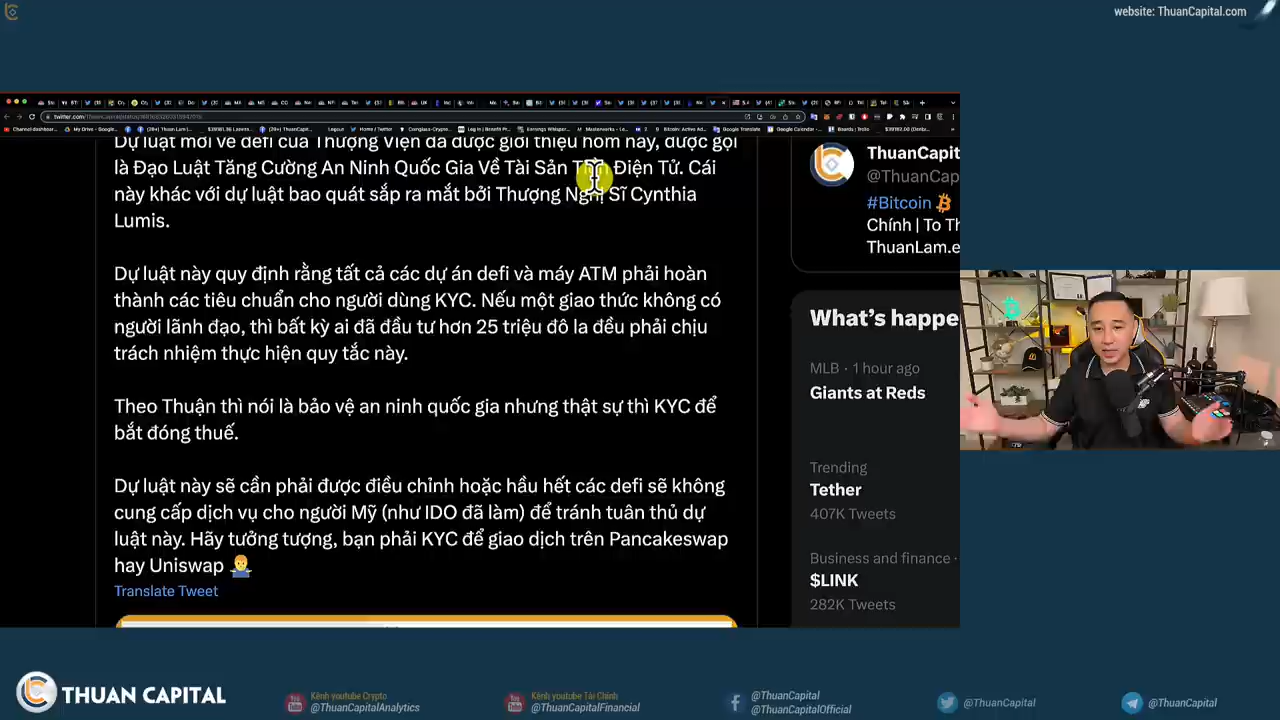 website: ThuanCapital.com
Dự luật mới về defi của Thượng Viện đã được giới thiệu hôm nay, được gọi
là Đạo Luật Tăng Cường An Ninh Quốc Gia Về Tài Sản Tiền Điện Tử. Cái
này khác với dự luật bao quát sắp ra mắt bởi Thượng Nghị Sĩ Cynthia
Lumis.
Dự luật này quy định rằng tất cả các dự án defi và máy ATM phải hoàn
thành các tiêu chuẩn cho người dùng KYC. Nếu một giao thức không có
người lãnh đạo, thì bất kỳ ai đã đầu tư hơn 25 triệu đô la đều phải chịu
trách nhiệm thực hiện quy tắc này.
Theo Thuận thì nói là bảo vệ an ninh quốc gia nhưng thật sự thì KYC để
bắt đóng thuế.
Dự luật này sẽ cần phải được điều chỉnh hoặc hầu hết các defi sẽ không
cung cấp dịch vụ cho người Mỹ (như IDO đã làm) để tránh tuân thủ dự
luật này. Hãy tưởng tượng, bạn phải KYC để giao dịch trên Pancakeswap
hay Uniswap
Translate Tweet
ThuanCapit
@ThuanCap
#Bitcoin
Chính | To Th
ThuanLam.e
What's happe
MLB · 1 hour ago
Giants at Reds
Trending
Tether
407K Tweets
Business and finance ·
$LINK
282K Tweets
THUAN CAPITAL
Kênh youtube Crypto
@ThuanCapitalAnalytics
Kênh youtube Tài Chính
@ThuanCapitalFinancial
@ThuanCapital
@ThuanCapitalOfficial
@ThuanCapital
@ThuanCapital